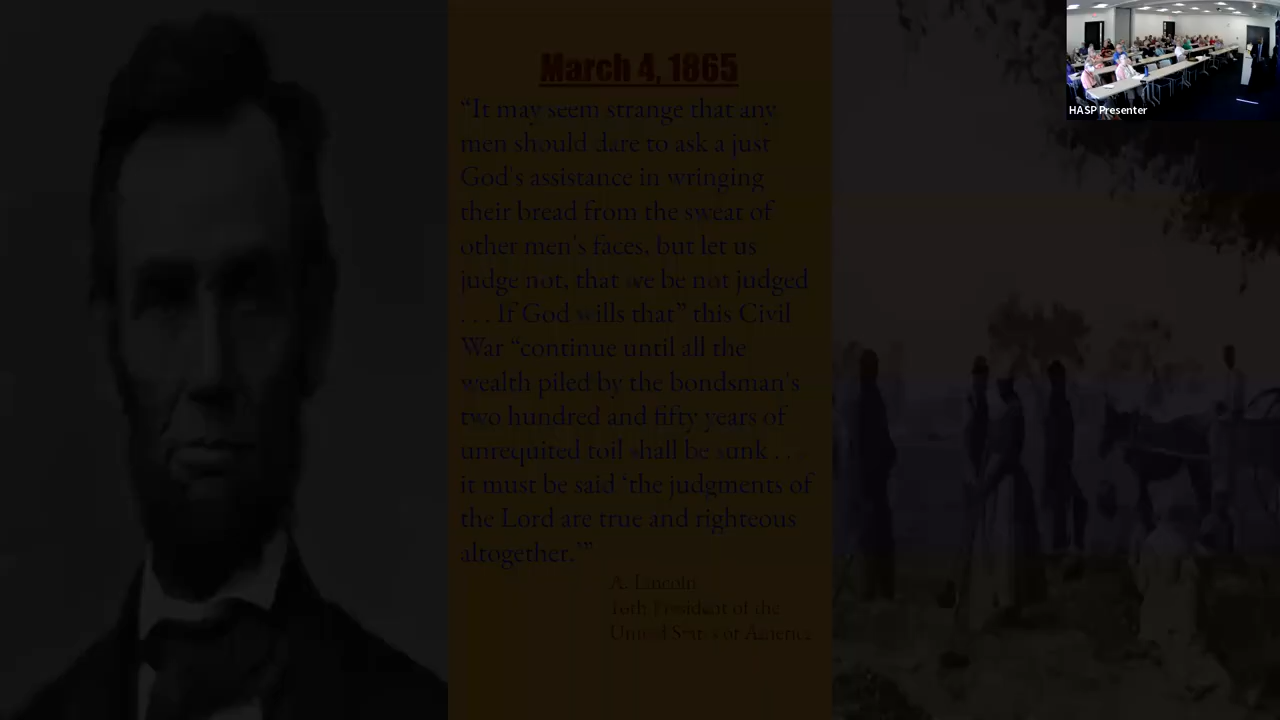 March 4, 1865
“It may seem strange that any
men should dare to ask a just
God's assistance in wringing
their bread from the sweat of
other men's faces, but let us
judge not, that we be not judged
. . . If God wills that” this Civil
War “continue until all the
wealth piled by the bondsman's
two hundred and fifty years of
unrequited toil shall be sunk . . .
it must be said ‘the judgments of
the Lord are true and righteous
altogether.’”
A. Lincoln
16th President of the
United States of America
HASP Presenter